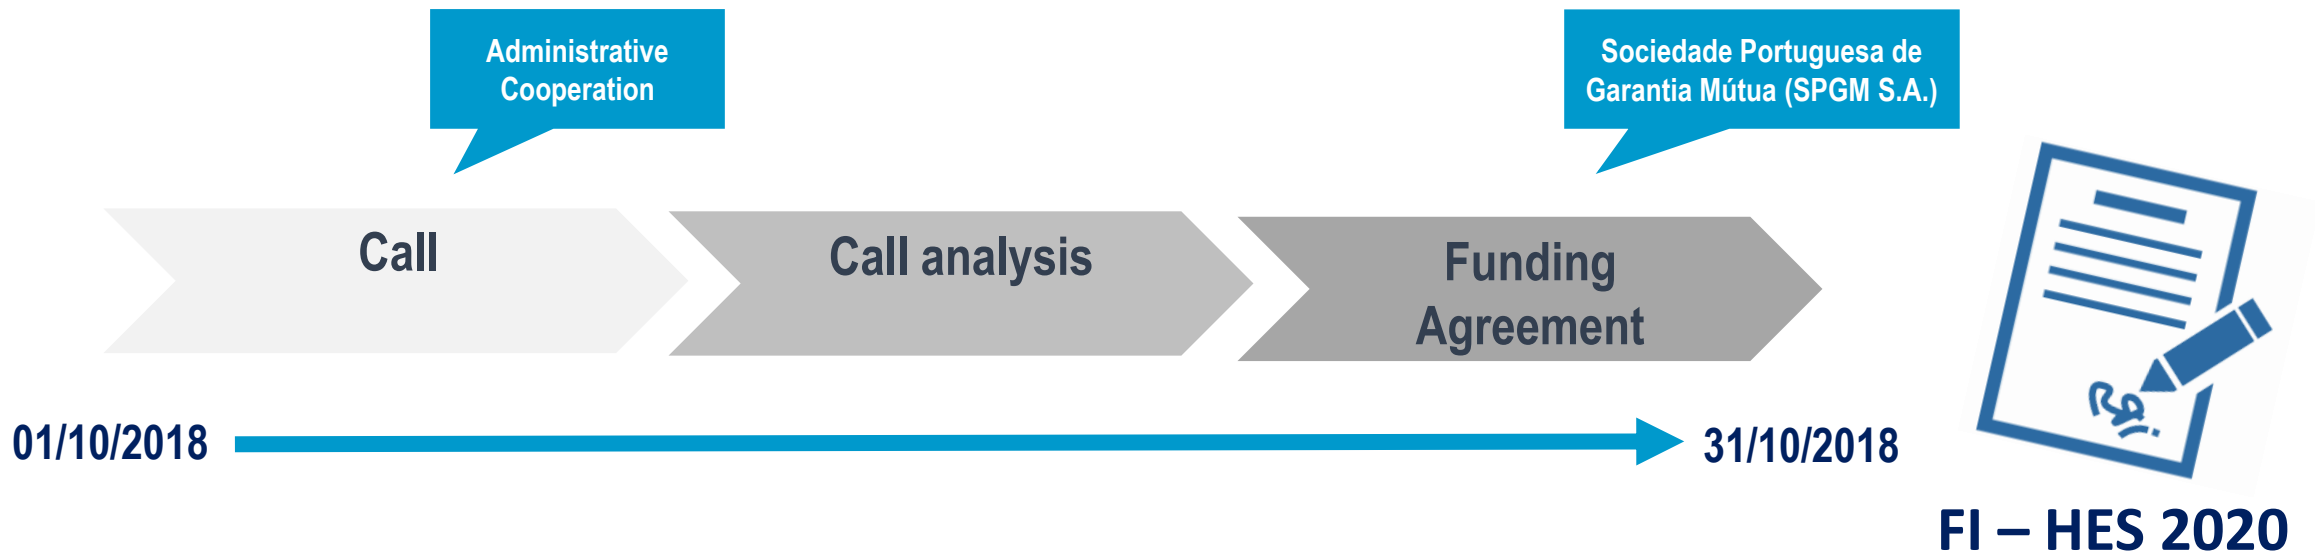 Administrative
Cooperation
Sociedade Portuguesa de
Garantia Mútua (SPGM S.A.)
Call
Call analysis
Funding
Agreement
01/10/2018
31/10/2018
FI – HES 2020